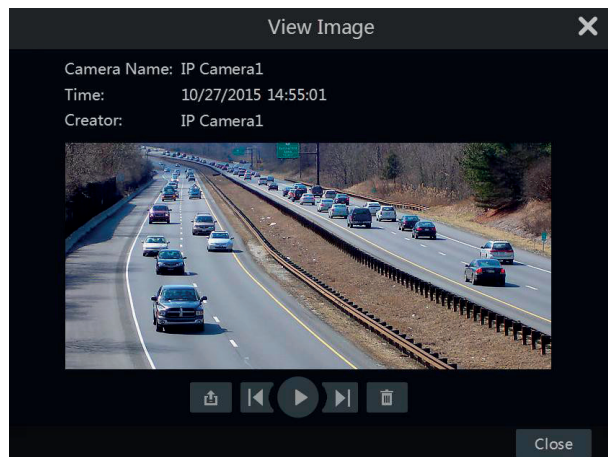 View Image
Camera Name: IP Camera1
Time: 10/27/2015 14:55:01
Creator: IP Camera1
Close